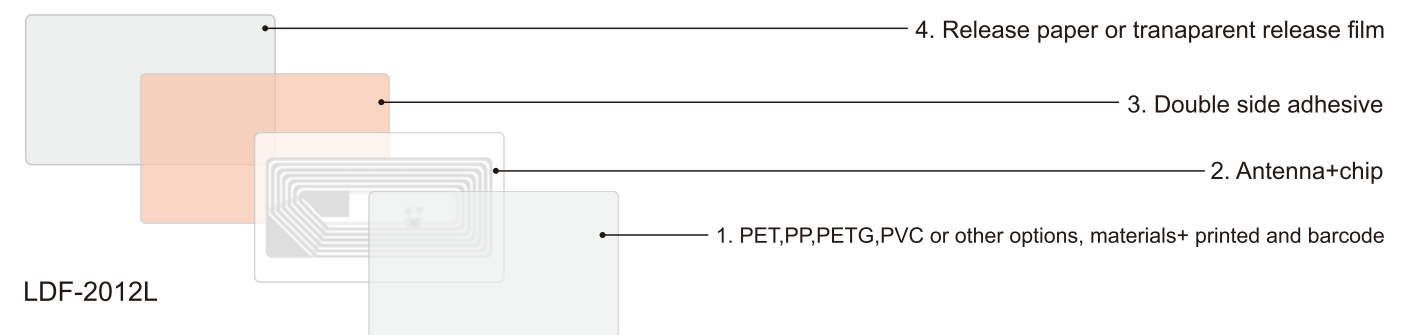 4. Release paper or tranaparent release film
3. Double side adhesive
2. Antenna+chip
1. PET,PP,PETG,PVC or other options, materials+ printed and barcode
LDF-2012L